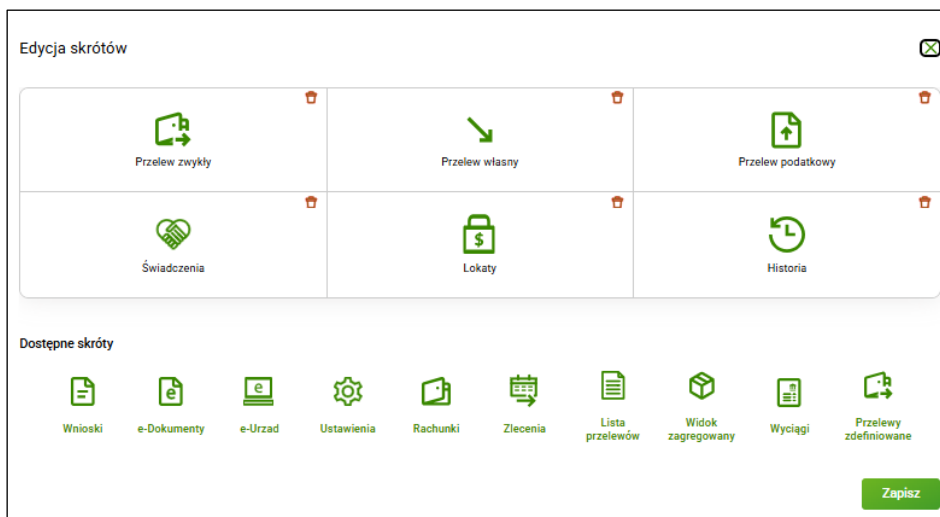 Edycja skrótów
Przelew zwykły
Przelew własny
Przelew podatkowy
Świadczenia
$
Lokaty
Historia
Dostępne skróty
Wnioski
e
e-Dokumenty
e
e-Urzad
Ustawienia
Rachunki
Zlecenia
Lista
przelewów
Widok
zagregowany
Wyciągi
Przelewy
zdefiniowane
Zapisz